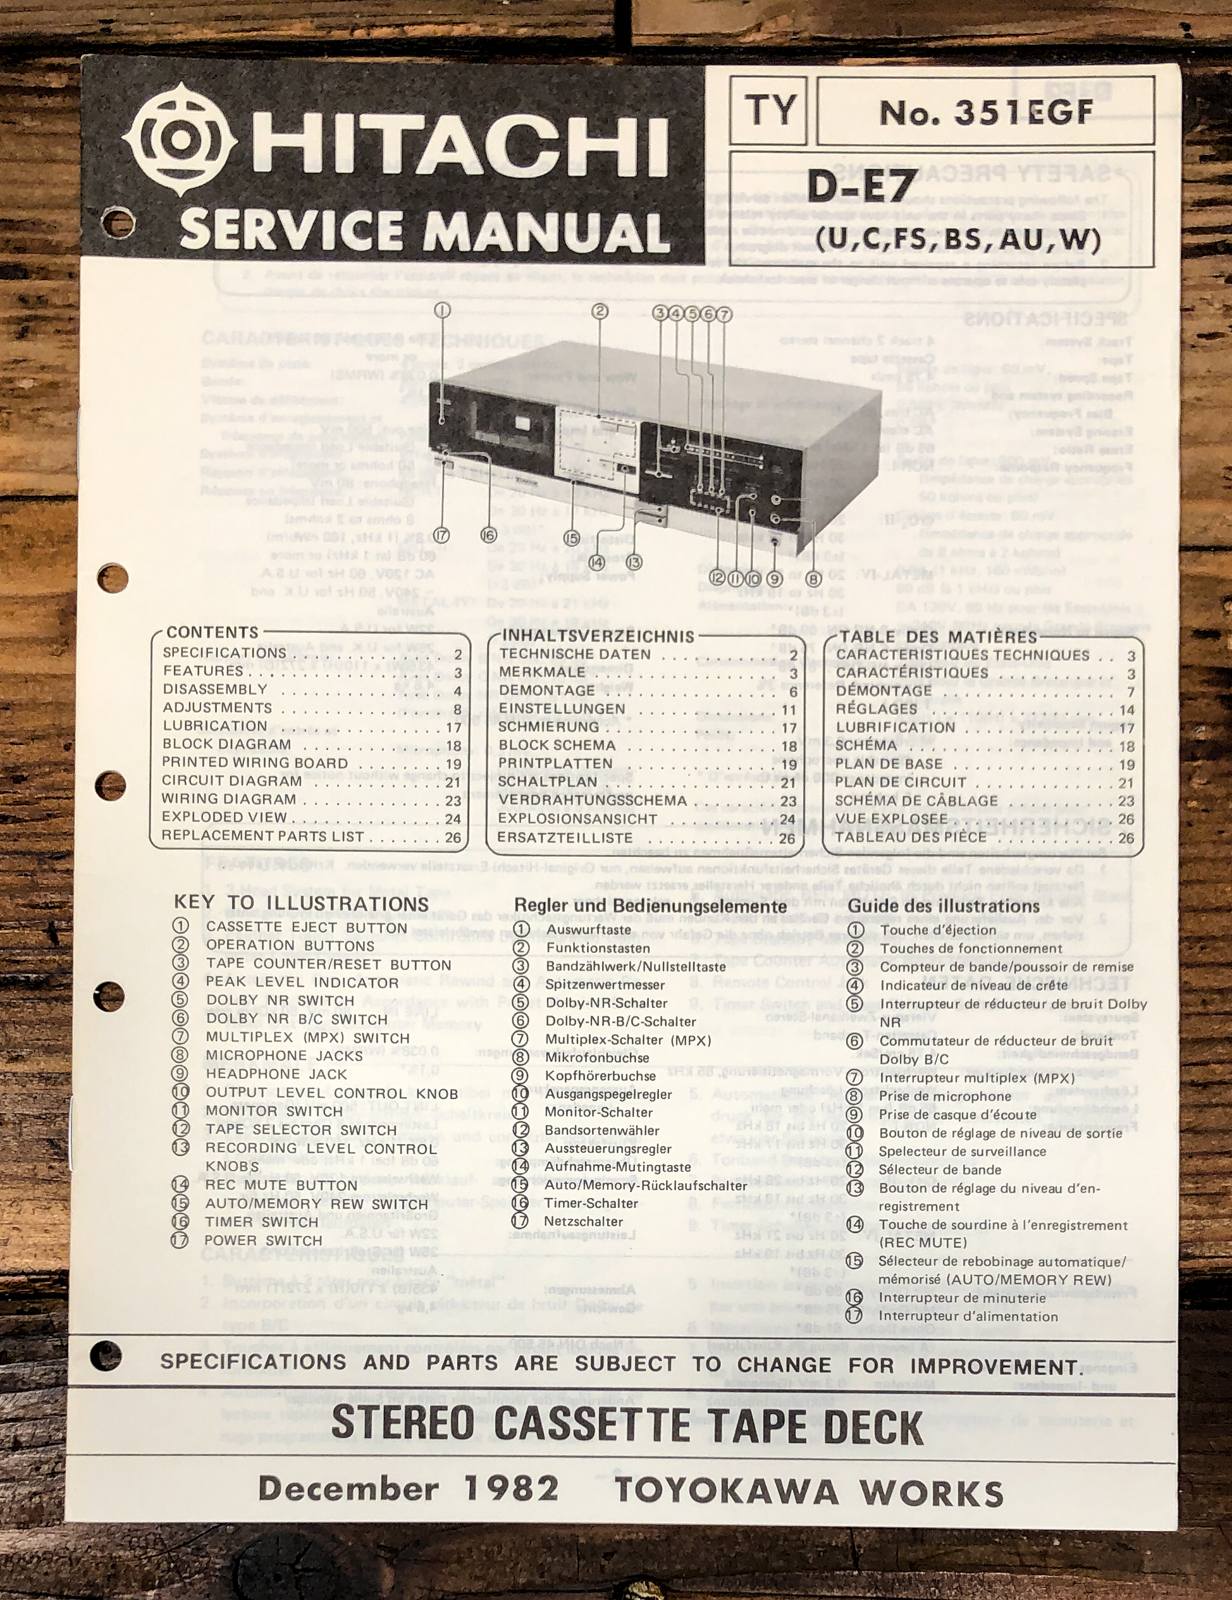 HITACHI
SERVICE MANUAL
TY
No. 351EGF
D-E7
(U,C,FS,BS,AU,W)
① ② ③ ④ ⑤ ⑥ ⑦
⑰ ⑯ ⑮ ⑭ ⑬ ⑫ ⑪ ⑩ ⑨ ⑧
CONTENTS
SPECIFICATIONS . . . . . . . . . . . . . 2
FEATURES . . . . . . . . . . . . . . . . . 3
DISASSEMBLY . . . . . . . . . . . . . . 4
ADJUSTMENTS . . . . . . . . . . . . . . 8
LUBRICATION . . . . . . . . . . . . . . 17
BLOCK DIAGRAM . . . . . . . . . . . . 18
PRINTED WIRING BOARD . . . . . . . 19
CIRCUIT DIAGRAM . . . . . . . . . . . 21
WIRING DIAGRAM . . . . . . . . . . . . 23
EXPLODED VIEW . . . . . . . . . . . . . 24
REPLACEMENT PARTS LIST . . . . . . 26
INHALTSVERZEICHNIS
TECHNISCHE DATEN . . . . . . . . . . 2
MERKMALE . . . . . . . . . . . . . . . . 3
DEMONTAGE . . . . . . . . . . . . . . . 6
EINSTELLUNGEN . . . . . . . . . . . . 11
SCHMIERUNG . . . . . . . . . . . . . . 17
BLOCK SCHEMA . . . . . . . . . . . . . 18
PRINTPLATTEN . . . . . . . . . . . . . 19
SCHALTPLAN . . . . . . . . . . . . . . 21
VERDRAHTUNGSSCHEMA . . . . . . . 23
EXPLOSIONSANSICHT . . . . . . . . . 24
ERSATZTEILLISTE . . . . . . . . . . . 26
TABLE DES MATIÈRES
CARACTERISTIQUES TECHNIQUES . . 3
CARACTÉRISTIQUES . . . . . . . . . . 3
DÉMONTAGE . . . . . . . . . . . . . . . 7
RÉGLAGES . . . . . . . . . . . . . . . . 14
LUBRIFICATION . . . . . . . . . . . . . 17
SCHÉMA . . . . . . . . . . . . . . . . . 18
PLAN DE BASE . . . . . . . . . . . . . 19
PLAN DE CIRCUIT . . . . . . . . . . . 21
SCHÉMA DE CÂBLAGE . . . . . . . . . 23
VUE EXPLOSEE . . . . . . . . . . . . . 26
TABLEAU DES PIÈCE . . . . . . . . . . 26
KEY TO ILLUSTRATIONS
① CASSETTE EJECT BUTTON
② OPERATION BUTTONS
③ TAPE COUNTER/RESET BUTTON
④ PEAK LEVEL INDICATOR
⑤ DOLBY NR SWITCH
⑥ DOLBY NR B/C SWITCH
⑦ MULTIPLEX (MPX) SWITCH
⑧ MICROPHONE JACKS
⑨ HEADPHONE JACK
⑩ OUTPUT LEVEL CONTROL KNOB
⑪ MONITOR SWITCH
⑫ TAPE SELECTOR SWITCH
⑬ RECORDING LEVEL CONTROL
KNOBS
⑭ REC MUTE BUTTON
⑮ AUTO/MEMORY REW SWITCH
⑯ TIMER SWITCH
⑰ POWER SWITCH
Regler und Bedienungselemente
① Auswurftaste
② Funktionstasten
③ Bandzählwerk/Nullstelltaste
④ Spitzenwertmesser
⑤ Dolby-NR-Schalter
⑥ Dolby-NR-B/C-Schalter
⑦ Multiplex-Schalter (MPX)
⑧ Mikrofonbuchse
⑨ Kopfhörerbuchse
⑩ Ausgangspegelregler
⑪ Monitor-Schalter
⑫ Bandsortenwähler
⑬ Aussteuerungsregler
⑭ Aufnahme-Mutingtaste
⑮ Auto/Memory-Rücklaufschalter
⑯ Timer-Schalter
⑰ Netzschalter
Guide des illustrations
① Touche d'éjection
② Touches de fonctionnement
③ Compteur de bande/poussoir de remise
④ Indicateur de niveau de crête
⑤ Interrupteur de réducteur de bruit Dolby
NR
⑥ Commutateur de réducteur de bruit
Dolby B/C
⑦ Interrupteur multiplex (MPX)
⑧ Prise de microphone
⑨ Prise de casque d'écoute
⑩ Bouton de réglage de niveau de sortie
⑪ Spelecteur de surveillance
⑫ Sélecteur de bande
⑬ Bouton de réglage du niveau d'en-
registrement
⑭ Touche de sourdine à l'enregistrement
(REC MUTE)
⑮ Sélecteur de rebobinage automatique/
mémorisé (AUTO/MEMORY REW)
⑯ Interrupteur de minuterie
⑰ Interrupteur d'alimentation
SPECIFICATIONS AND PARTS ARE SUBJECT TO CHANGE FOR IMPROVEMENT.
STEREO CASSETTE TAPE DECK
December 1982 TOYOKAWA WORKS